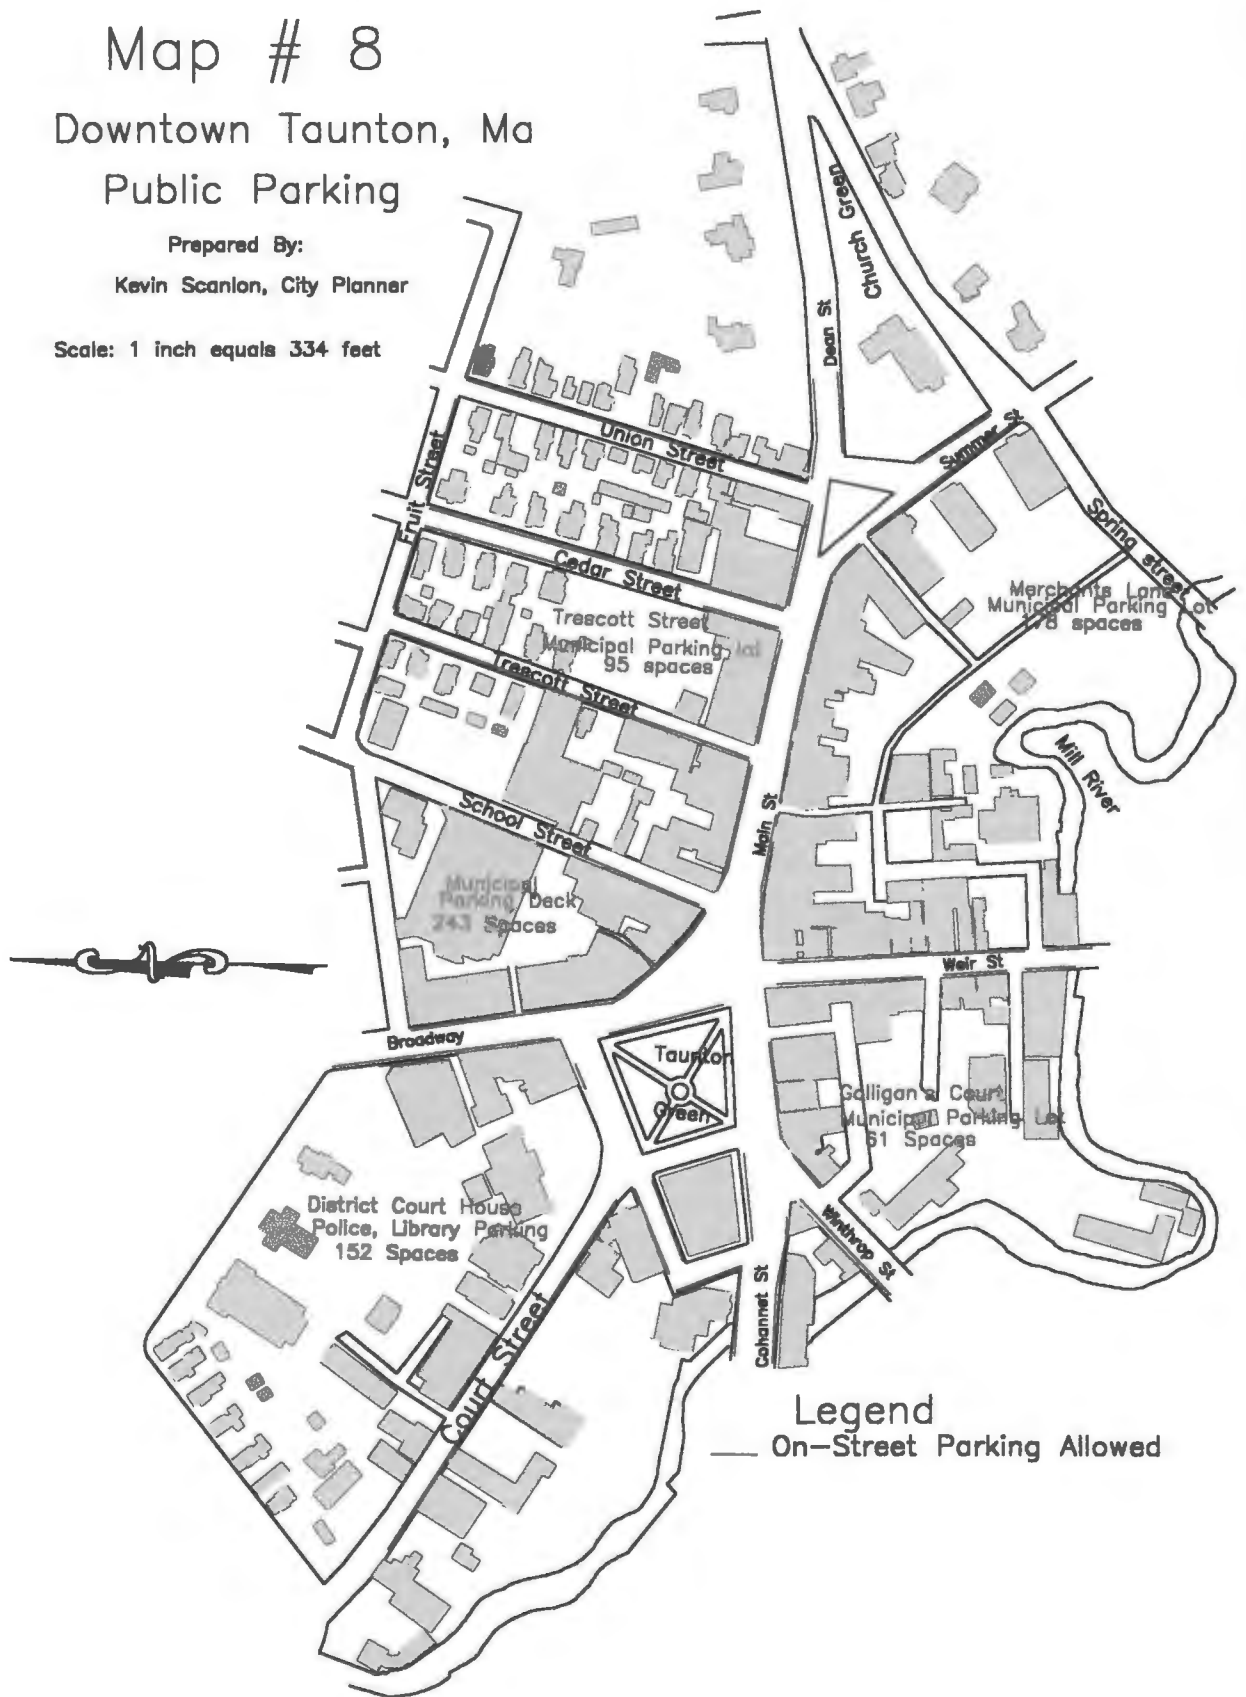 Map # 8
Downtown Taunton, Ma
Public Parking
Prepared By:
Kevin Scanlon, City Planner
Scale: 1 inch equals 334 feet
Church Green
Dean St
Summer St
Union Street
Fruit Street
Spring street
Cedar Street
Merchants Lane
Municipal Parking Lot
178 spaces
Trescott Street
Municipal Parking
95 spaces
Trescott Street
Mill River
School Street
Main St
Municipal
Parking Deck
243 Spaces
Weir St
Broadway
Taunton
Green
Galligan's Court
Municipal Parking Lot
61 Spaces
District Court House
Police, Library Parking
152 Spaces
Winthrop St
Cohannet St
Court Street
Legend
On-Street Parking Allowed